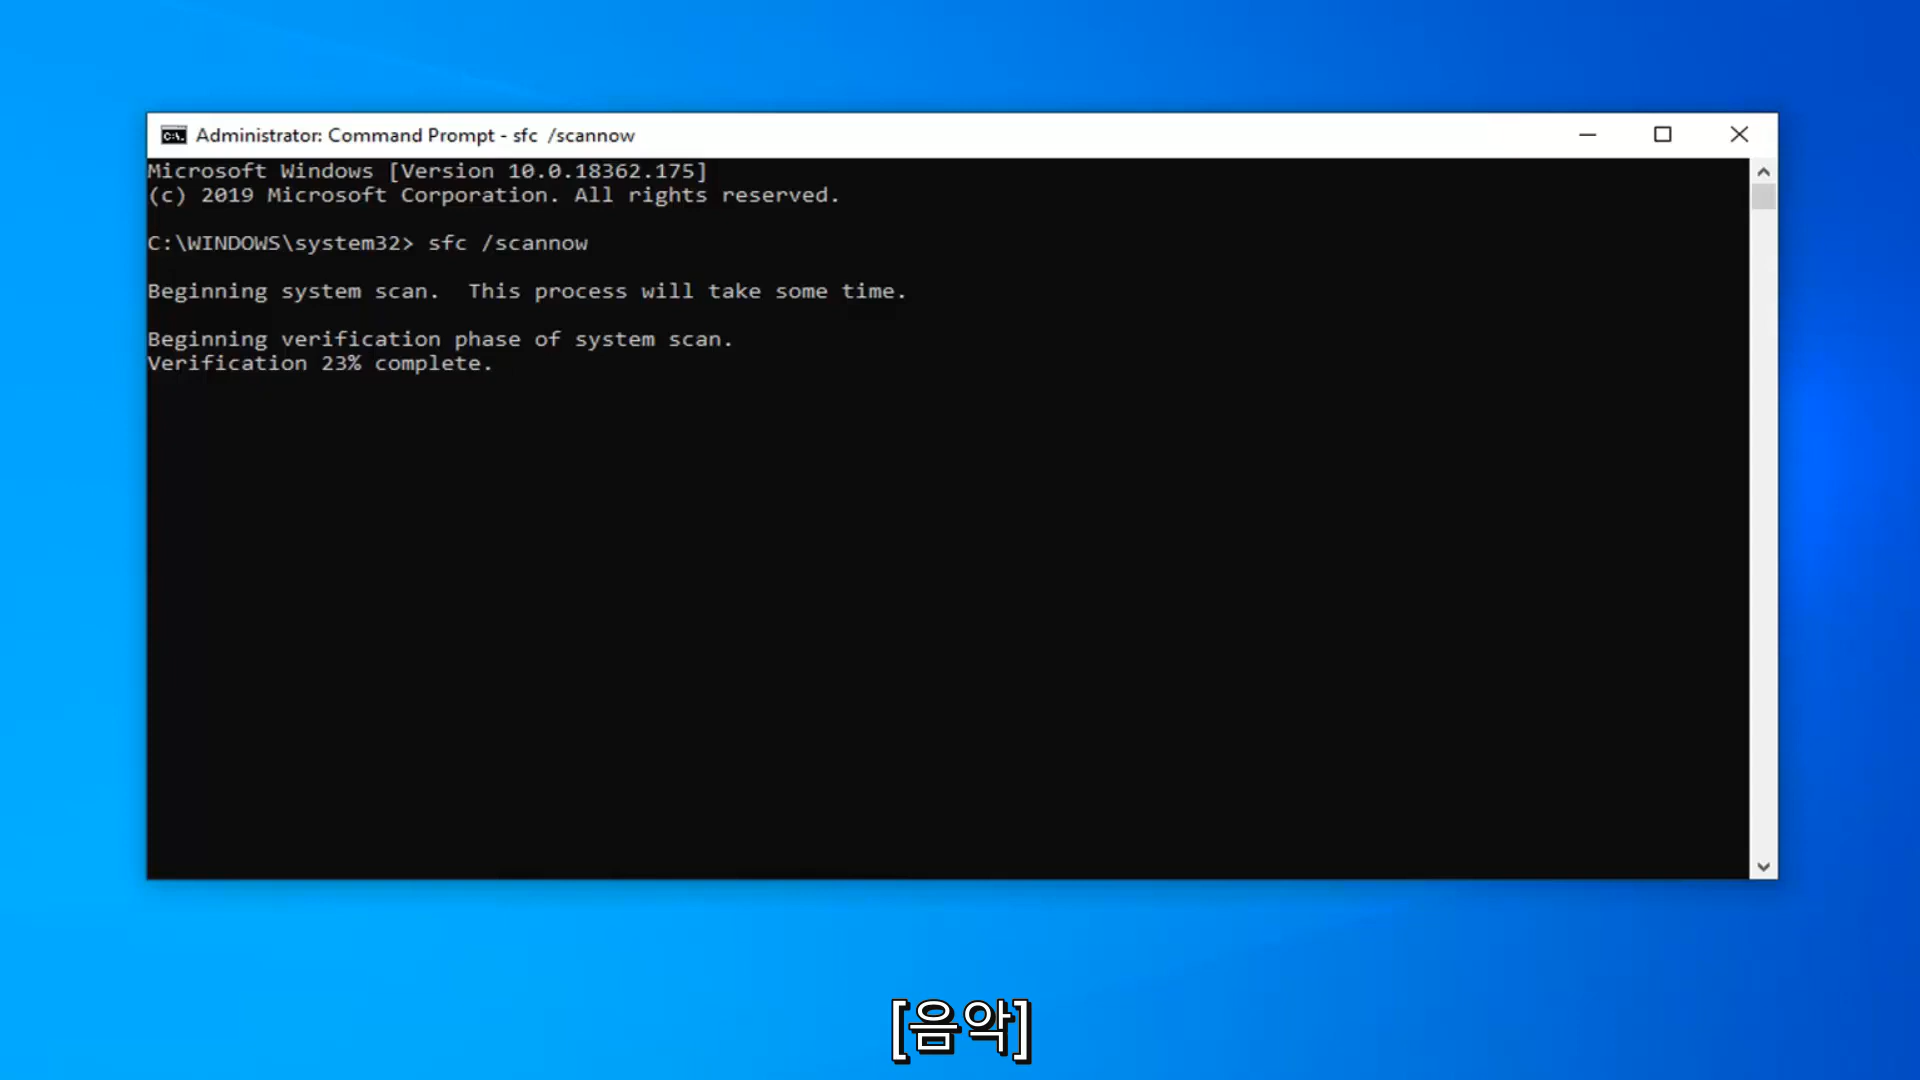 Administrator: Command Prompt - sfc  /scannow
Microsoft Windows [Version 10.0.18362.175]
(c) 2019 Microsoft Corporation. All rights reserved.
C:\WINDOWS\system32> sfc /scannow
Beginning system scan.  This process will take some time.
Beginning verification phase of system scan.
Verification 23% complete.
[음악]